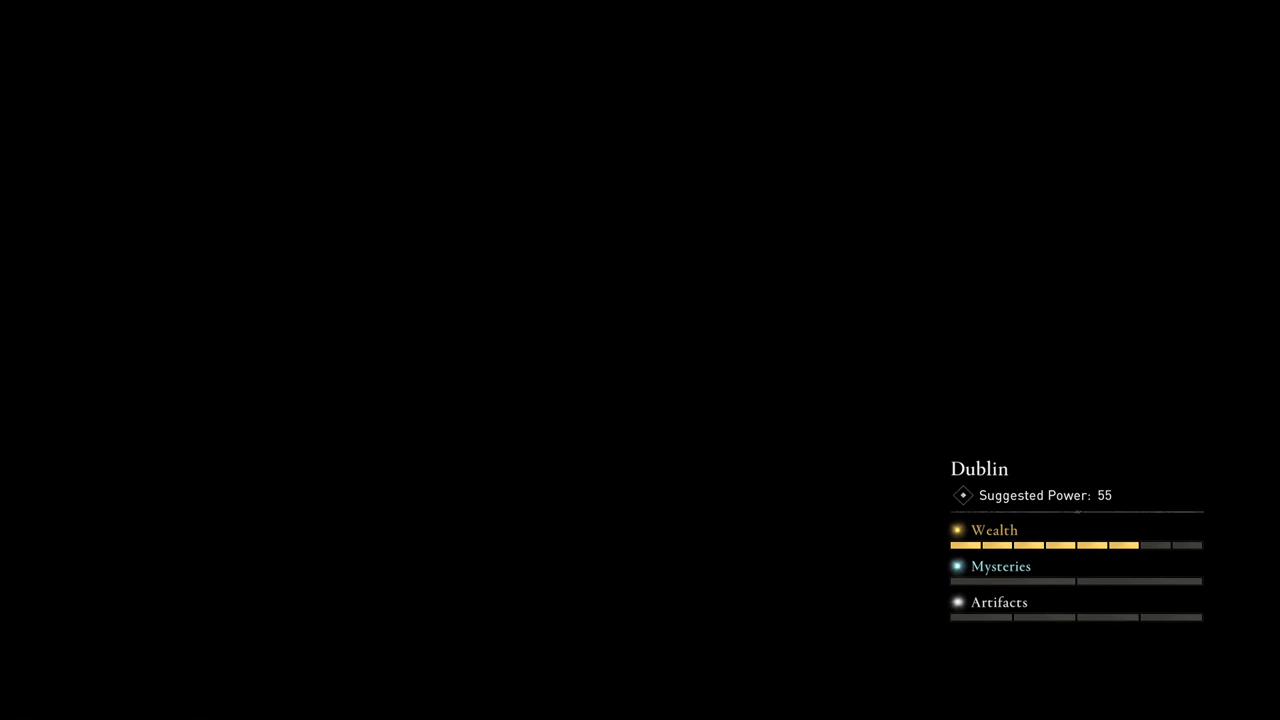 Dublin
Suggested Power: 55
Wealth
Mysteries
Artifacts